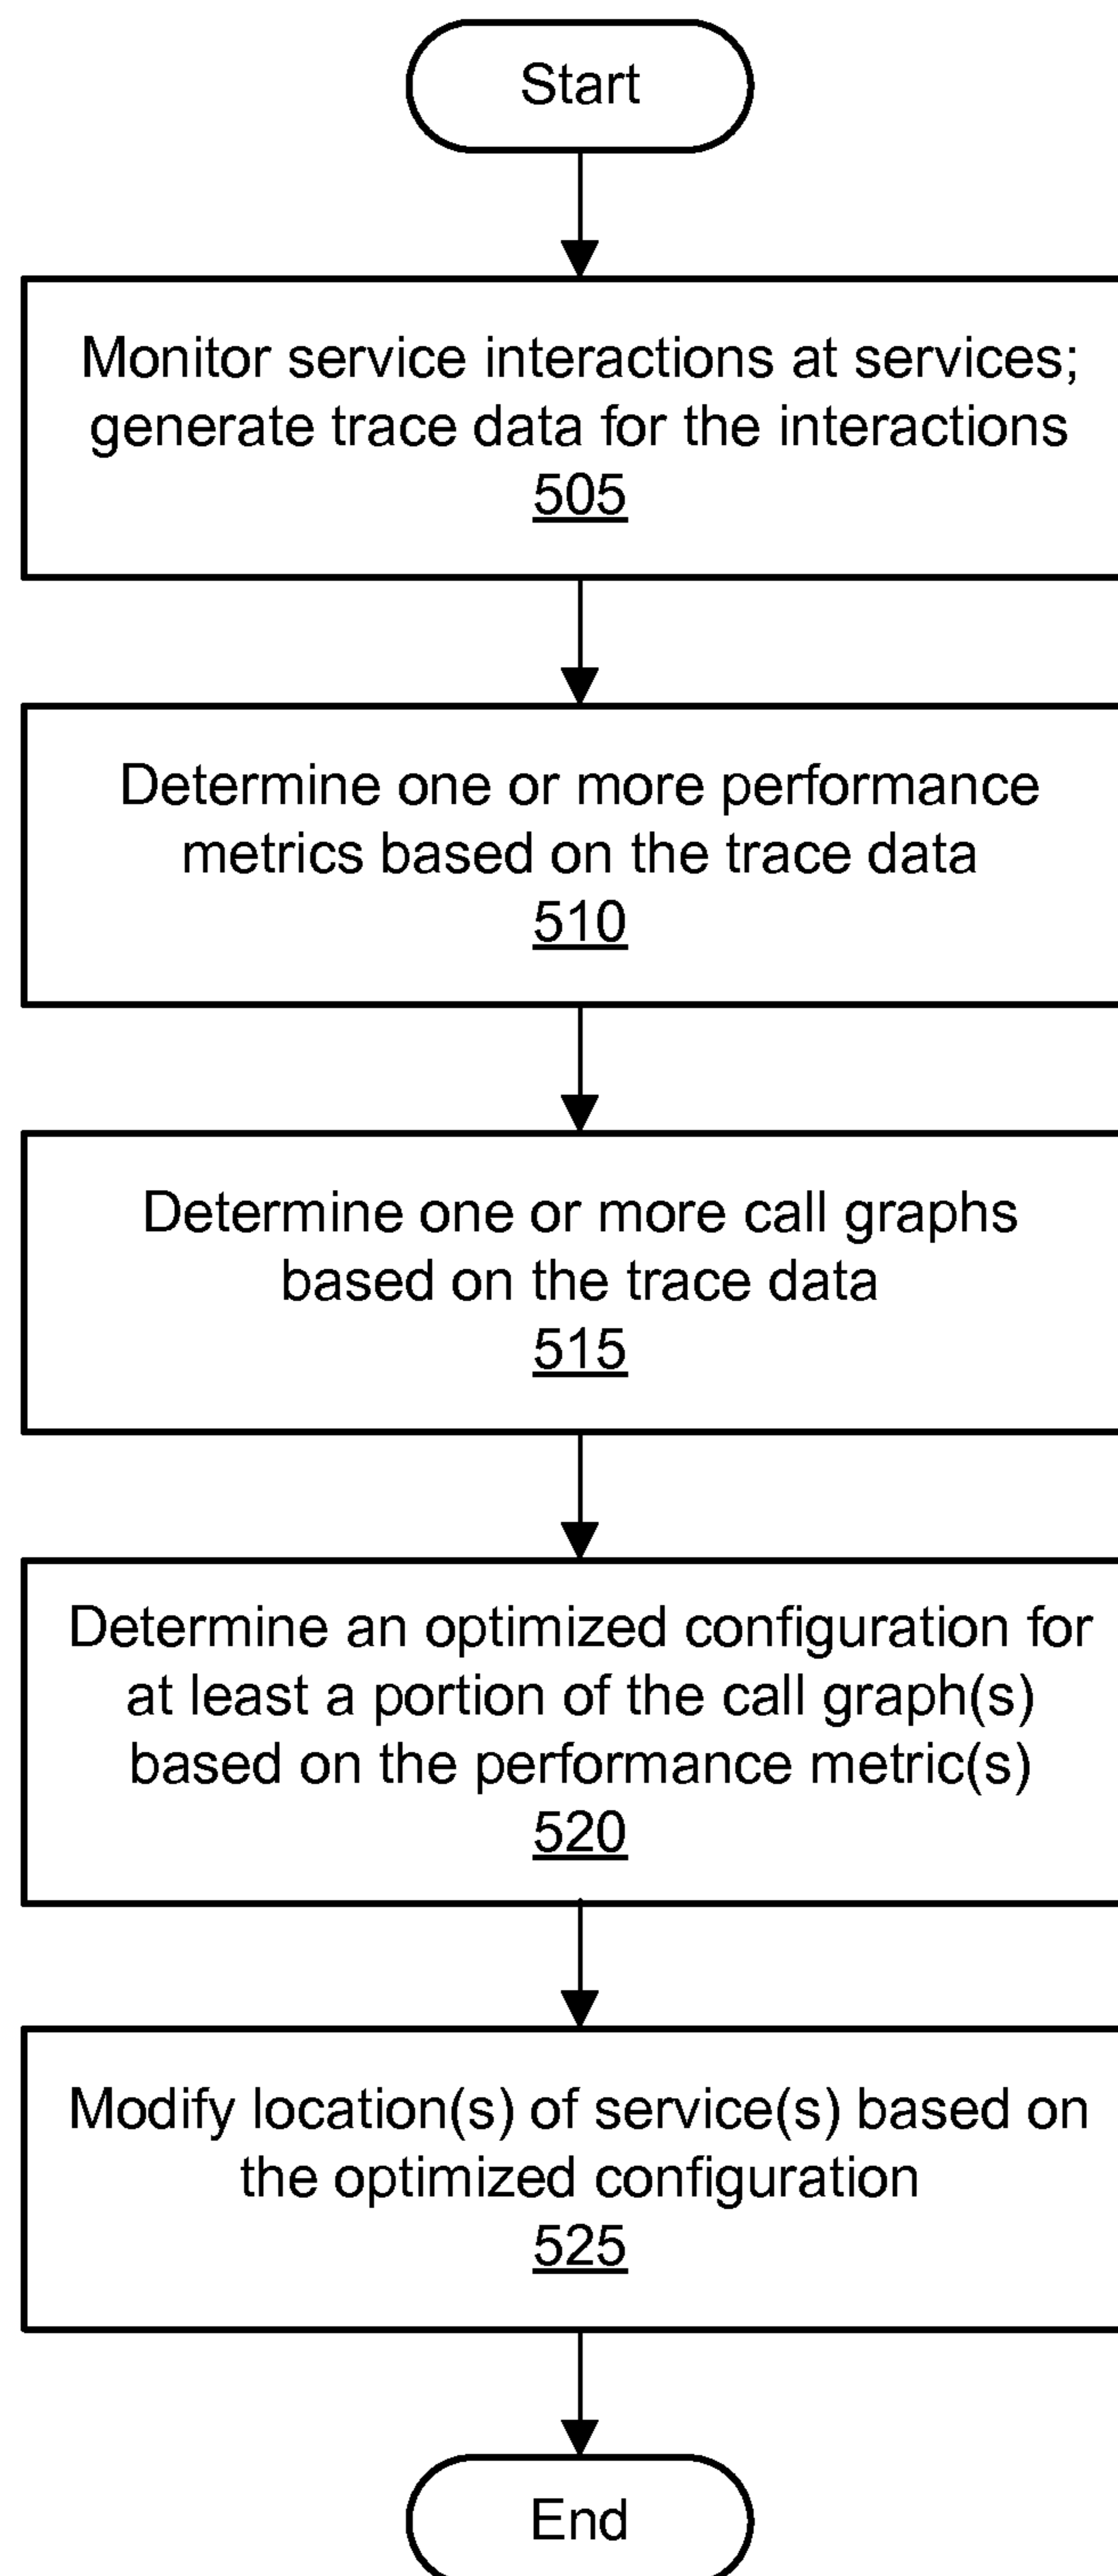 Start
Monitor service interactions at services;
generate trace data for the interactions
505
Determine one or more performance
metrics based on the trace data
510
Determine one or more call graphs
based on the trace data
515
Determine an optimized configuration for
at least a portion of the call graph(s)
based on the performance metric(s)
520
Modify location(s) of service(s) based on
the optimized configuration
525
End